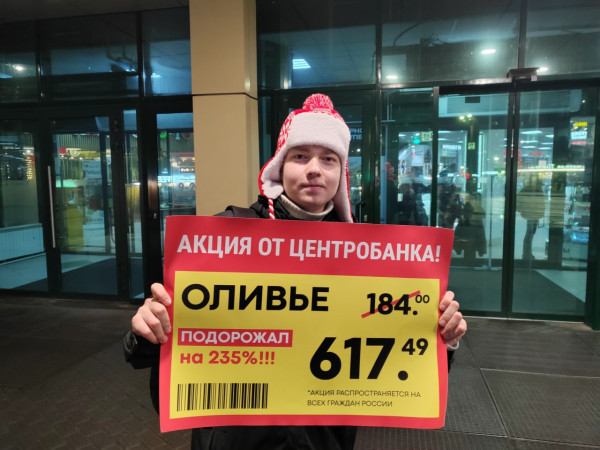 АКЦИЯ ОТ ЦЕНТРОБАНКА!
ОЛИВЬЕ 184.00
ПОДОРОЖАЛ
на 235%!!!
617.49
*АКЦИЯ РАСПРОСТРАНЯЕТСЯ НА
ВСЕХ ГРАЖДАН РОССИИ